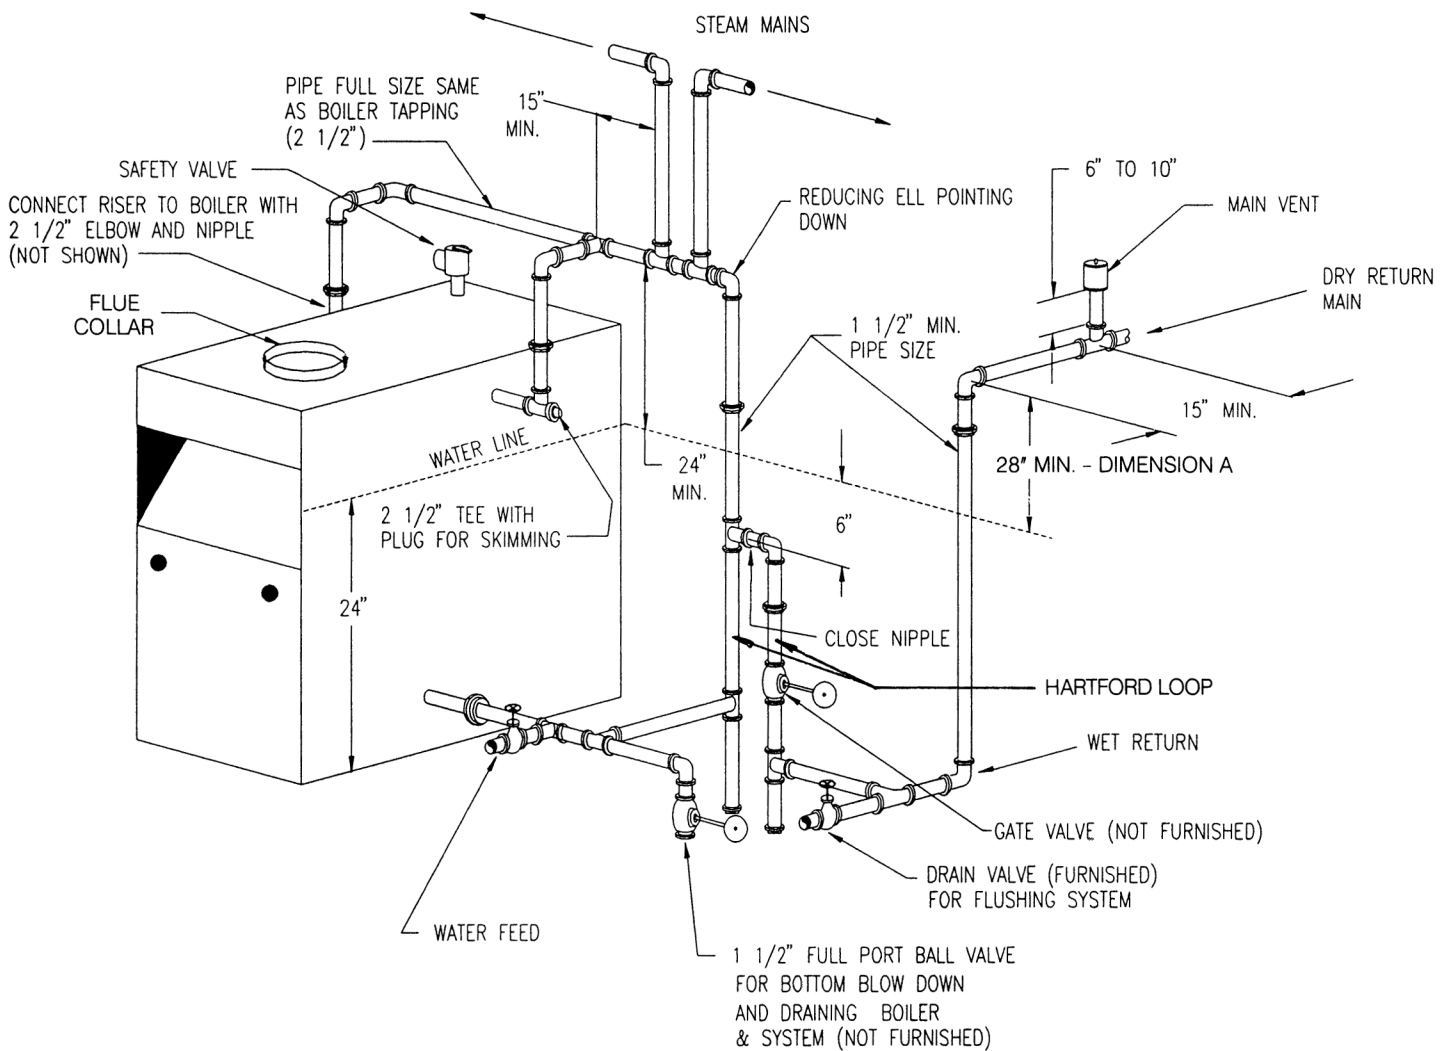 STEAM MAINS
PIPE FULL SIZE SAME
AS BOILER TAPPING
(2 1/2")
15"
MIN.
SAFETY VALVE
CONNECT RISER TO BOILER WITH
2 1/2" ELBOW AND NIPPLE
(NOT SHOWN)
FLUE
COLLAR
REDUCING ELL POINTING
DOWN
6" TO 10"
MAIN VENT
DRY RETURN
MAIN
1 1/2" MIN.
PIPE SIZE
15" MIN.
WATER LINE
24"
MIN.
28" MIN. - DIMENSION A
2 1/2" TEE WITH
PLUG FOR SKIMMING
6"
24"
CLOSE NIPPLE
HARTFORD LOOP
WET RETURN
GATE VALVE (NOT FURNISHED)
DRAIN VALVE (FURNISHED)
FOR FLUSHING SYSTEM
WATER FEED
1 1/2" FULL PORT BALL VALVE
FOR BOTTOM BLOW DOWN
AND DRAINING BOILER
& SYSTEM (NOT FURNISHED)